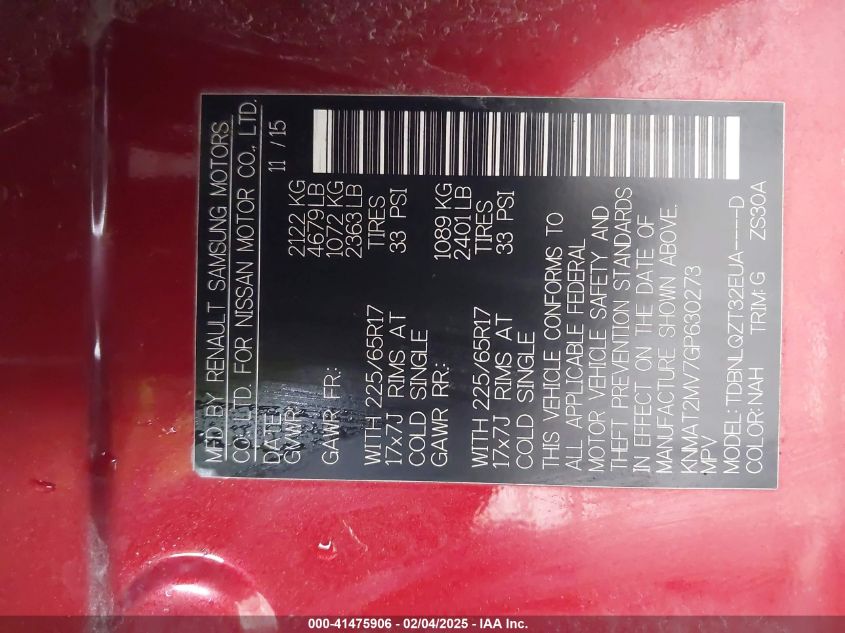 MFD BY RENAULT SAMSUNG MOTORS
CO., LTD. FOR NISSAN MOTOR CO., LTD.
DATE: 11 / 15
GVWR: 2122 KG
4679 LB
GAWR FR.: 1072 KG
2363 LB
WITH 225/65R17 TIRES
17x7J RIMS AT 33 PSI
COLD SINGLE
GAWR RR.: 1089 KG
2401 LB
WITH 225/65R17 TIRES
17x7J RIMS AT 33 PSI
COLD SINGLE
THIS VEHICLE CONFORMS TO
ALL APPLICABLE FEDERAL
MOTOR VEHICLE SAFETY AND
THEFT PREVENTION STANDARDS
IN EFFECT ON THE DATE OF
MANUFACTURE SHOWN ABOVE.
KNMAT2MV7GP630273
MPV
MODEL: TDBNLQZT32EUA-----D
COLOR: NAH TRIM: G ZS30A
000-41475906 - 02/04/2025 - IAA Inc.